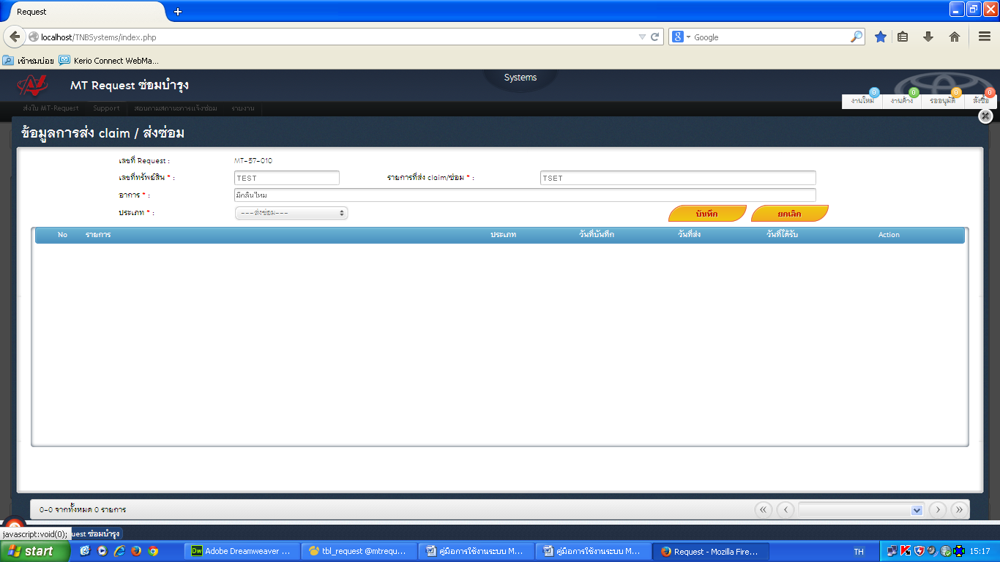 Request
localhost/TNBSystems/index.php
Google
เข้าชมบ่อย Kerio Connect WebMa...
Systems
MT Request ซ่อมบำรุง
0 0 0 0
งานใหม่ งานค้าง รออนุมัติ สั่งซื้อ
ส่งใบ MT-Request Support สอบถามสถานะการแจ้งซ่อม รายงาน
ข้อมูลการส่ง claim / ส่งซ่อม
เลขที่ Request : MT-57-010
เลขที่ทรัพย์สิน * : TEST รายการที่ส่ง claim/ซ่อม * : TSET
อาการ * : มีกลิ่นไหม
ประเภท * : ---ส่งซ่อม--- บันทึก ยกเลิก
No รายการ ประเภท วันที่บันทึก วันที่ส่ง วันที่ได้รับ Action
0-0 จากทั้งหมด 0 รายการ
javascript:void(0); uest ซ่อมบำรุง
start Adobe Dreamweaver ... tbl_request @mtrequ... คู่มือการใช้งานระบบ M... คู่มือการใช้งานระบบ M... Request - Mozilla Fire... TH 15:17